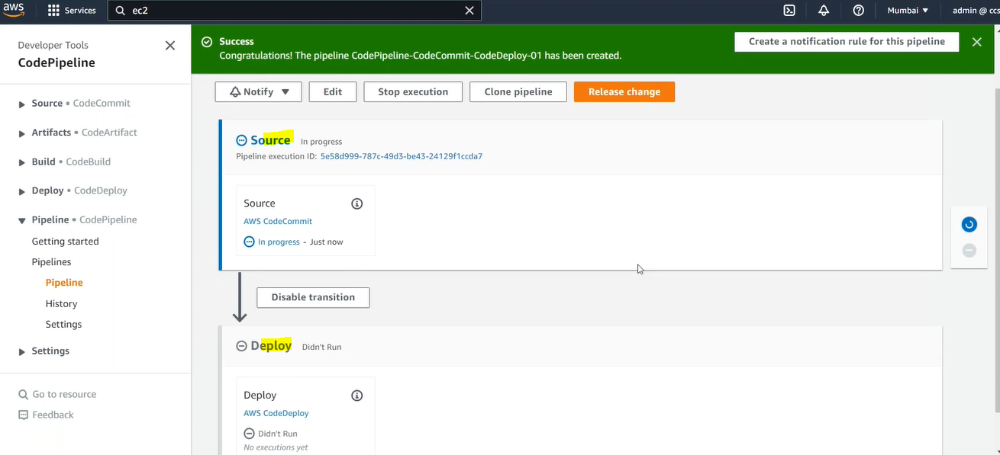 aws
Services
ec2
Mumbai
admin @ ccs
Developer Tools
CodePipeline
Source • CodeCommit
Artifacts • CodeArtifact
Build • CodeBuild
Deploy • CodeDeploy
Pipeline • CodePipeline
Getting started
Pipelines
Pipeline
History
Settings
Settings
Go to resource
Feedback
Success
Congratulations! The pipeline CodePipeline-CodeCommit-CodeDeploy-01 has been created.
Create a notification rule for this pipeline
Notify
Edit
Stop execution
Clone pipeline
Release change
Source In progress
Pipeline execution ID: 5e58d999-787c-49d3-be43-24129f1ccda7
Source
AWS CodeCommit
In progress - Just now
Disable transition
Deploy Didn't Run
Deploy
AWS CodeDeploy
Didn't Run
No executions yet